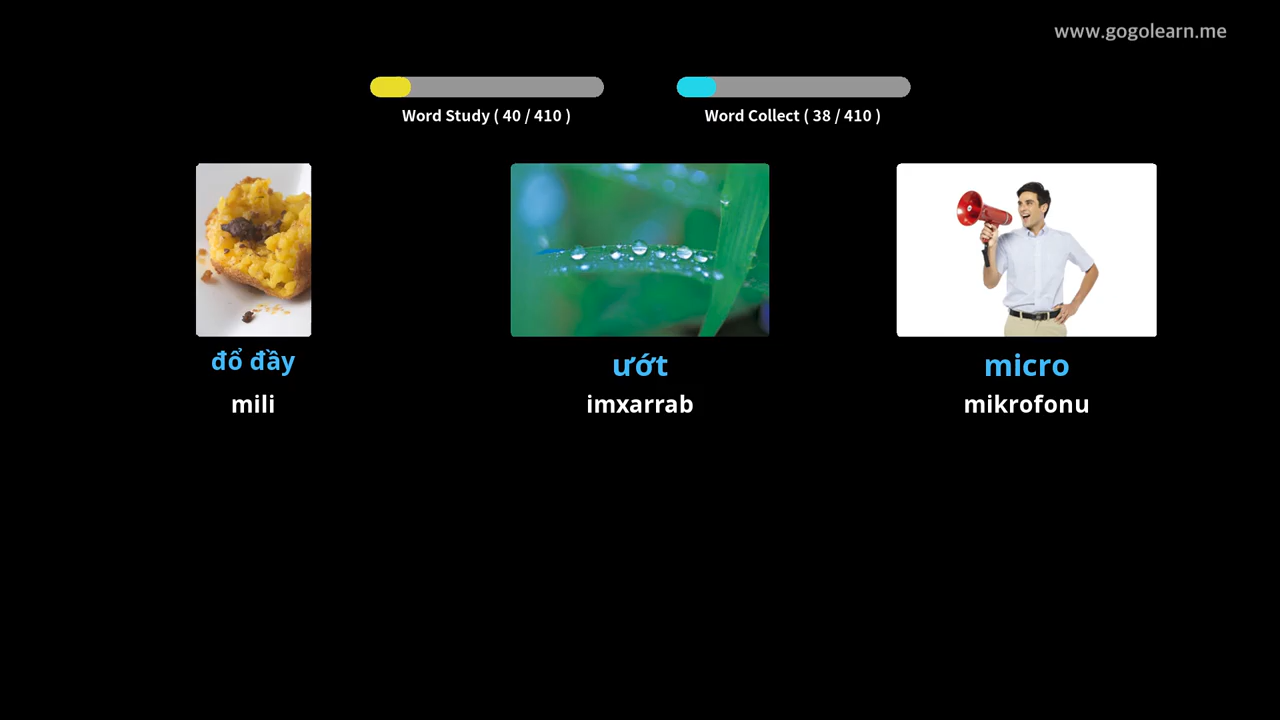 www.gogolearn.me
Word Study ( 40 / 410 )
Word Collect ( 38 / 410 )
đổ đầy
mili
ướt
imxarrab
micro
mikrofonu